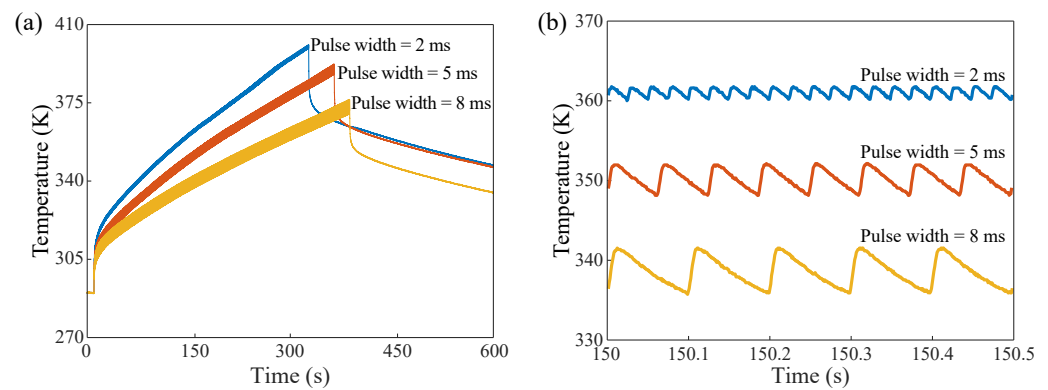 (a)
Temperature (K)
410
375
340
305
270
Pulse width = 2 ms
Pulse width = 5 ms
Pulse width = 8 ms
0 150 300 450 600
Time (s)
(b)
Temperature (K)
370
360
350
340
330
Pulse width = 2 ms
Pulse width = 5 ms
Pulse width = 8 ms
150 150.1 150.2 150.3 150.4 150.5
Time (s)